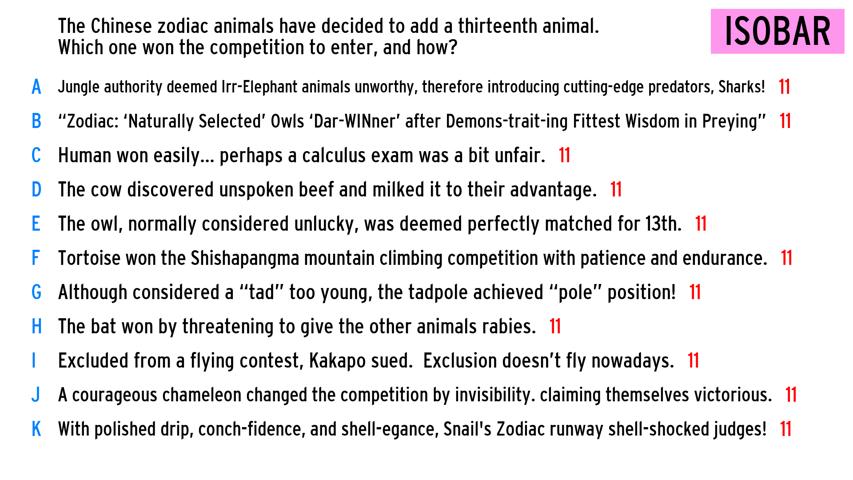 The Chinese zodiac animals have decided to add a thirteenth animal.
Which one won the competition to enter, and how?
ISOBAR
A Jungle authority deemed Irr-Elephant animals unworthy, therefore introducing cutting-edge predators, Sharks! 11
B “Zodiac: ‘Naturally Selected’ Owls ‘Dar-WINner’ after Demons-trait-ing Fittest Wisdom in Preying” 11
C Human won easily... perhaps a calculus exam was a bit unfair. 11
D The cow discovered unspoken beef and milked it to their advantage. 11
E The owl, normally considered unlucky, was deemed perfectly matched for 13th. 11
F Tortoise won the Shishapangma mountain climbing competition with patience and endurance. 11
G Although considered a “tad” too young, the tadpole achieved “pole” position! 11
H The bat won by threatening to give the other animals rabies. 11
I Excluded from a flying contest, Kakapo sued. Exclusion doesn’t fly nowadays. 11
J A courageous chameleon changed the competition by invisibility. claiming themselves victorious. 11
K With polished drip, conch-fidence, and shell-egance, Snail's Zodiac runway shell-shocked judges! 11